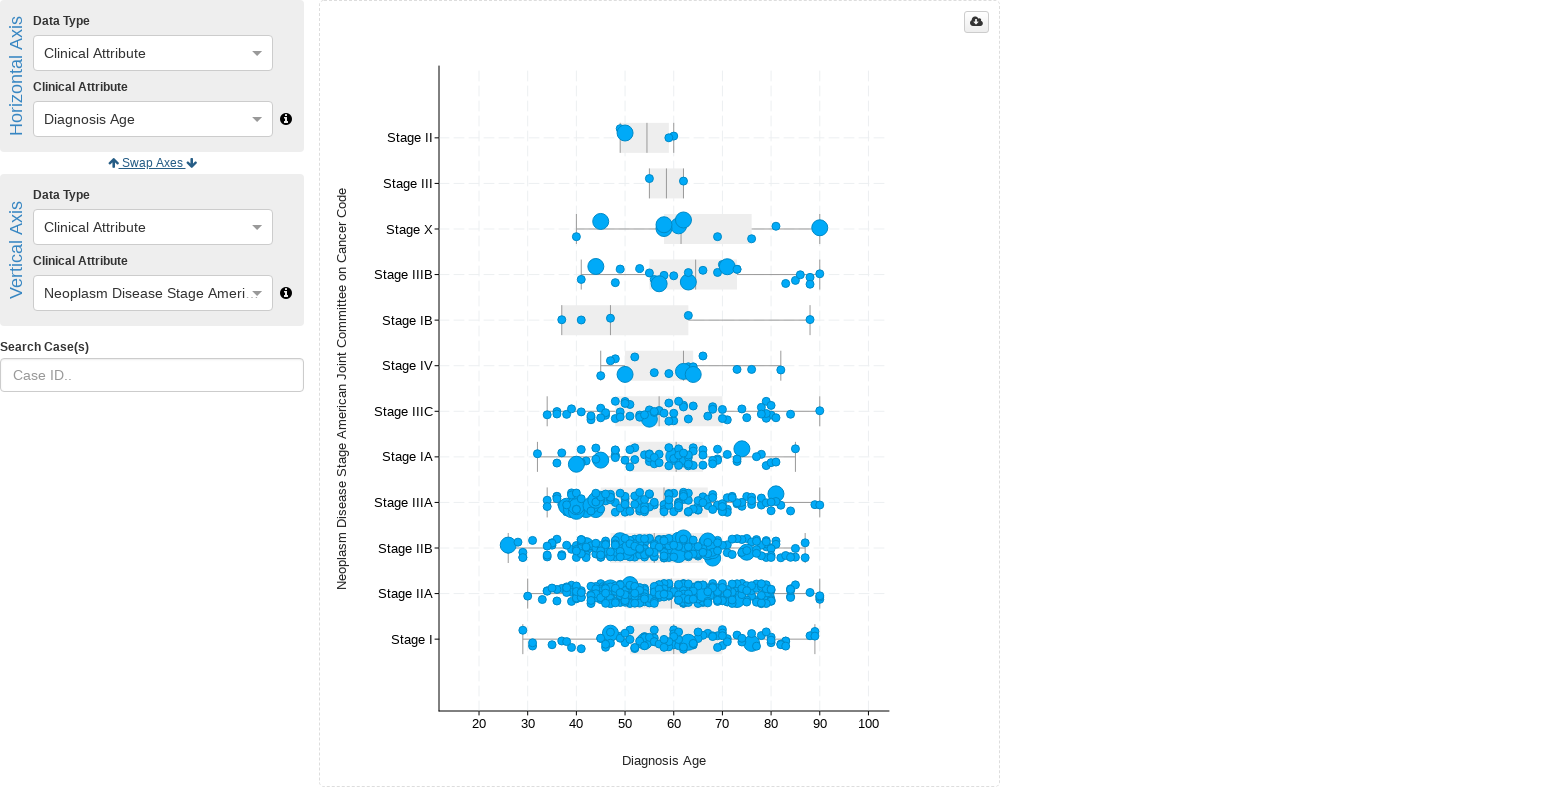 Horizontal Axis
Data Type
Clinical Attribute
Clinical Attribute
Diagnosis Age
Swap Axes
Vertical Axis
Data Type
Clinical Attribute
Clinical Attribute
Neoplasm Disease Stage Ameri...
Search Case(s)
Case ID..
Neoplasm Disease Stage American Joint Committee on Cancer Code
Stage II
Stage III
Stage X
Stage IIIB
Stage IB
Stage IV
Stage IIIC
Stage IA
Stage IIIA
Stage IIB
Stage IIA
Stage I
20 30 40 50 60 70 80 90 100
Diagnosis Age